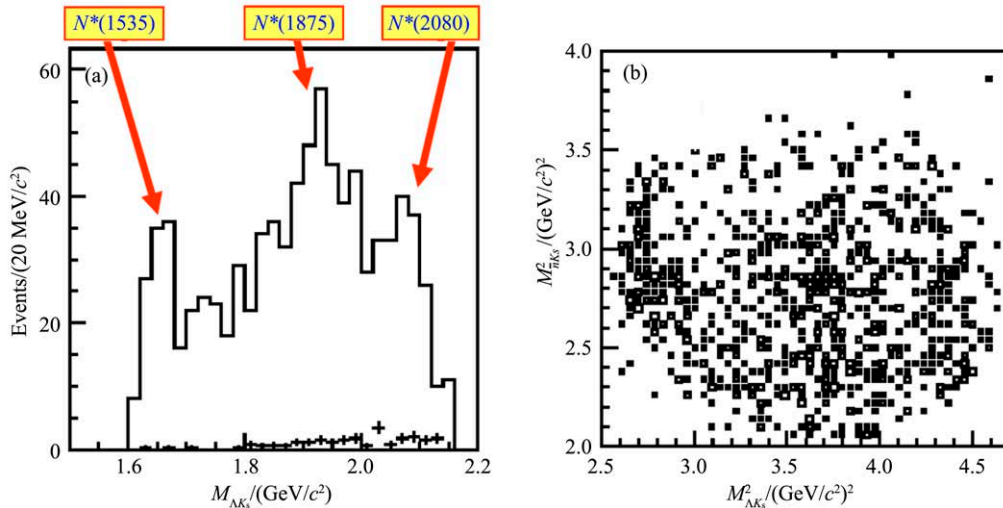 N*(1535)
N*(1875)
N*(2080)
(a)
60
40
20
0
Events/(20 MeV/c²)
1.6
1.8
2.0
2.2
M_ΛKs/(GeV/c²)
(b)
4.0
3.5
3.0
2.5
2.0
M²_n̄Ks/(GeV/c²)²
2.5
3.0
3.5
4.0
4.5
M²_ΛKs/(GeV/c²)²